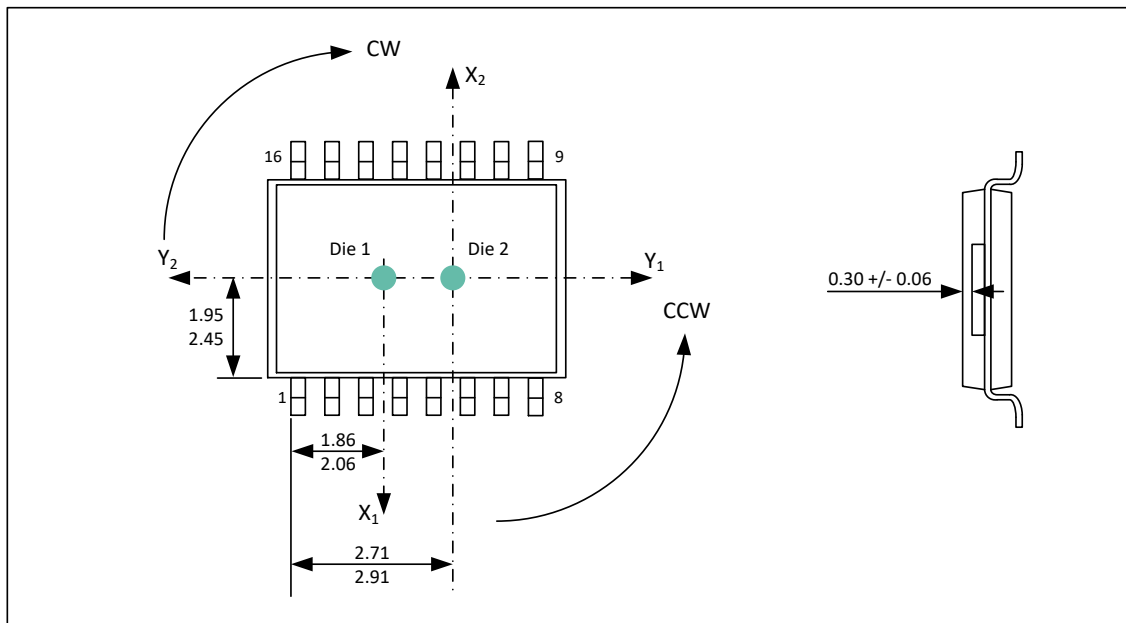 CW
X₂
16
9
Die 1
Die 2
Y₂
Y₁
0.30 +/- 0.06
1.95
2.45
CCW
1
8
1.86
2.06
X₁
2.71
2.91